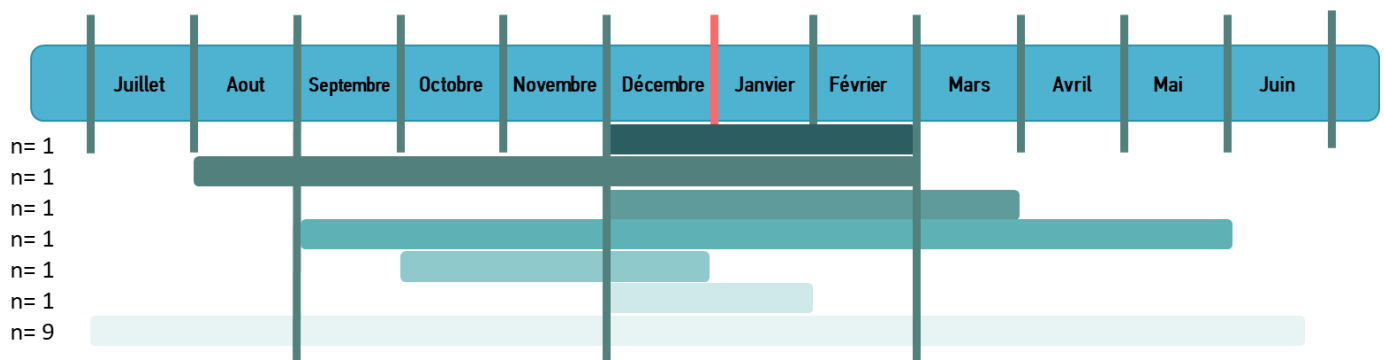 Juillet Aout Septembre Octobre Novembre Décembre Janvier Février Mars Avril Mai Juin
n= 1
n= 1
n= 1
n= 1
n= 1
n= 1
n= 9